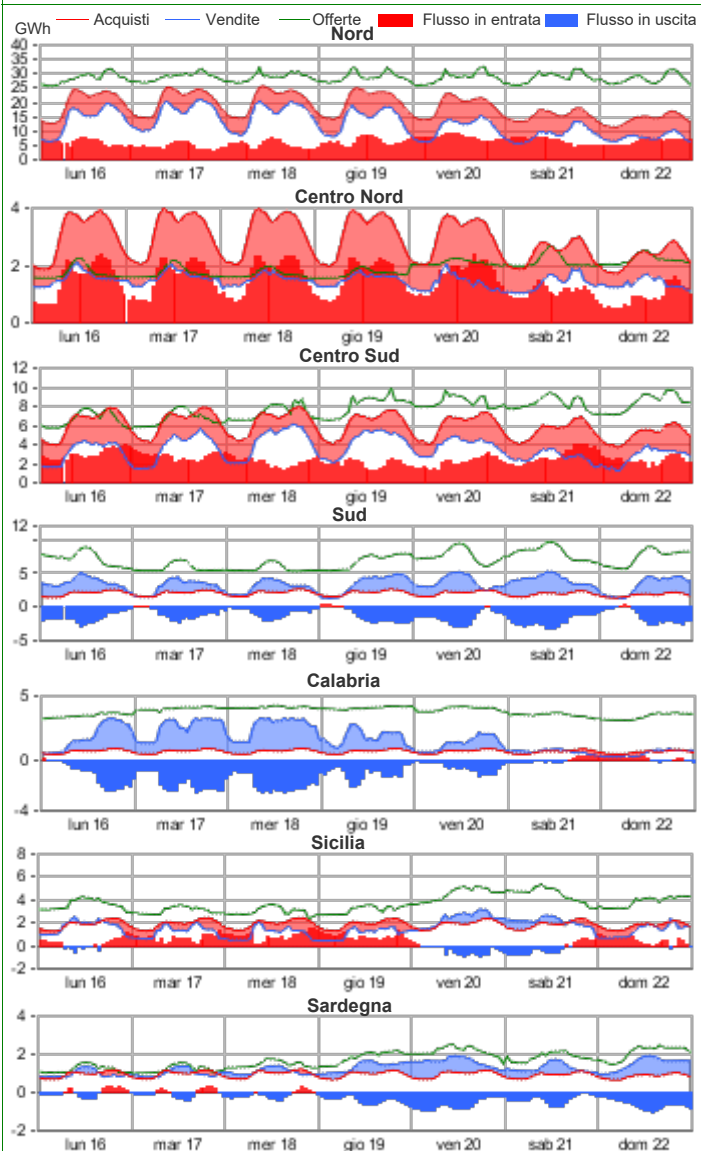 Acquisti Vendite Offerte Flusso in entrata Flusso in uscita
GWh
Nord
40
35
30
25
20
15
10
5
0
lun 16 mar 17 mer 18 gio 19 ven 20 sab 21 dom 22
Centro Nord
4
2
0
lun 16 mar 17 mer 18 gio 19 ven 20 sab 21 dom 22
Centro Sud
12
10
8
6
4
2
0
lun 16 mar 17 mer 18 gio 19 ven 20 sab 21 dom 22
Sud
12
5
0
-5
lun 16 mar 17 mer 18 gio 19 ven 20 sab 21 dom 22
Calabria
5
0
-4
lun 16 mar 17 mer 18 gio 19 ven 20 sab 21 dom 22
Sicilia
8
6
4
2
0
-2
lun 16 mar 17 mer 18 gio 19 ven 20 sab 21 dom 22
Sardegna
4
2
0
-2
lun 16 mar 17 mer 18 gio 19 ven 20 sab 21 dom 22